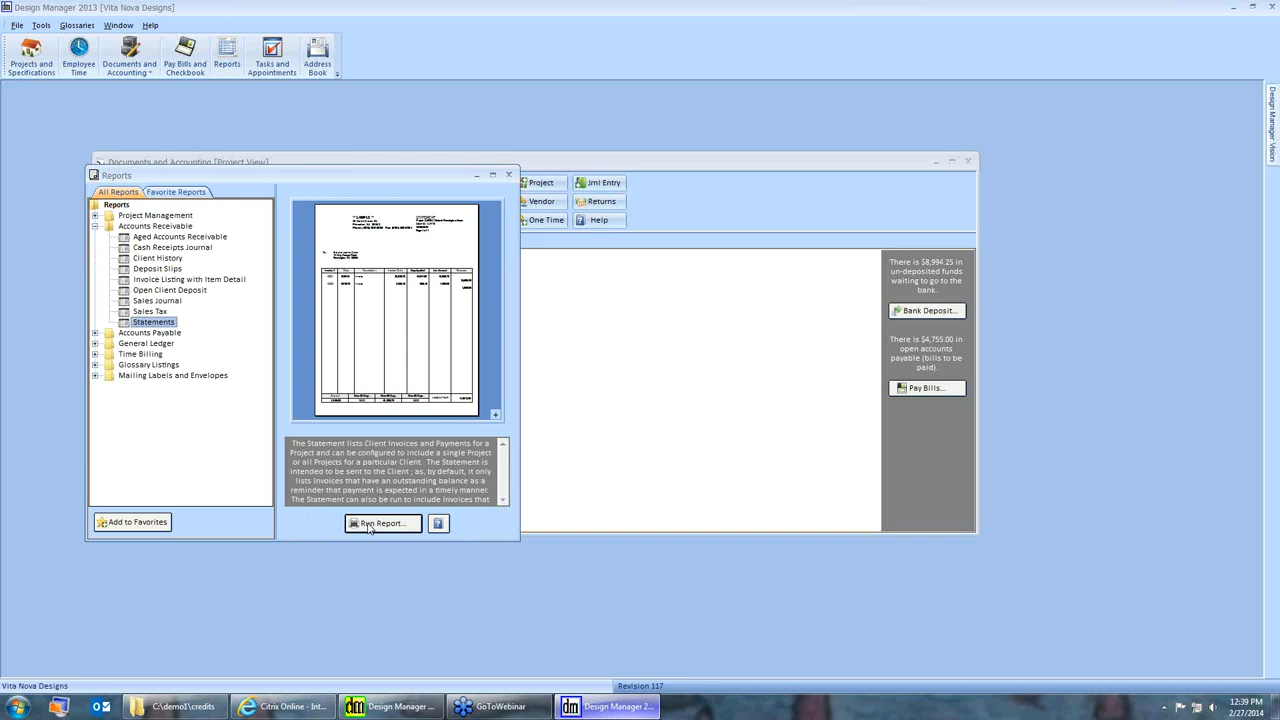 Design Manager 2013 [Vita Nova Designs]
File Tools Glossaries Window Help
Projects and Specifications
Employee Time
Documents and Accounting
Pay Bills and Checkbook
Reports
Tasks and Appointments
Address Book
Design Manager Vision
Documents and Accounting [Project View]
Reports
All Reports Favorite Reports
Reports
Project Management
Accounts Receivable
Aged Accounts Receivable
Cash Receipts Journal
Client History
Deposit Slips
Invoice Listing with Item Detail
Open Client Deposit
Sales Journal
Sales Tax
Statements
Accounts Payable
General Ledger
Time Billing
Glossary Listings
Mailing Labels and Envelopes
Add to Favorites
The Statement lists Client Invoices and Payments for a
Project and can be configured to include a single Project
or all Projects for a particular Client. The Statement is
intended to be sent to the Client ; as, by default, it only
lists Invoices that have an outstanding balance as a
reminder that payment is expected in a timely manner.
The Statement can also be run to include Invoices that
Run Report...
Project Jrnl Entry
Vendor Returns
One Time Help
There is $8,994.25 in
un-deposited funds
waiting to go to the
bank.
Bank Deposit...
There is $4,755.00 in
open accounts
payable (bills to be
paid).
Pay Bills...
Vita Nova Designs
Revision 117
C:\demo1\credits
Citrix Online - Int...
Design Manager ...
GoToWebinar
Design Manager 2...
12:39 PM
2/27/2014